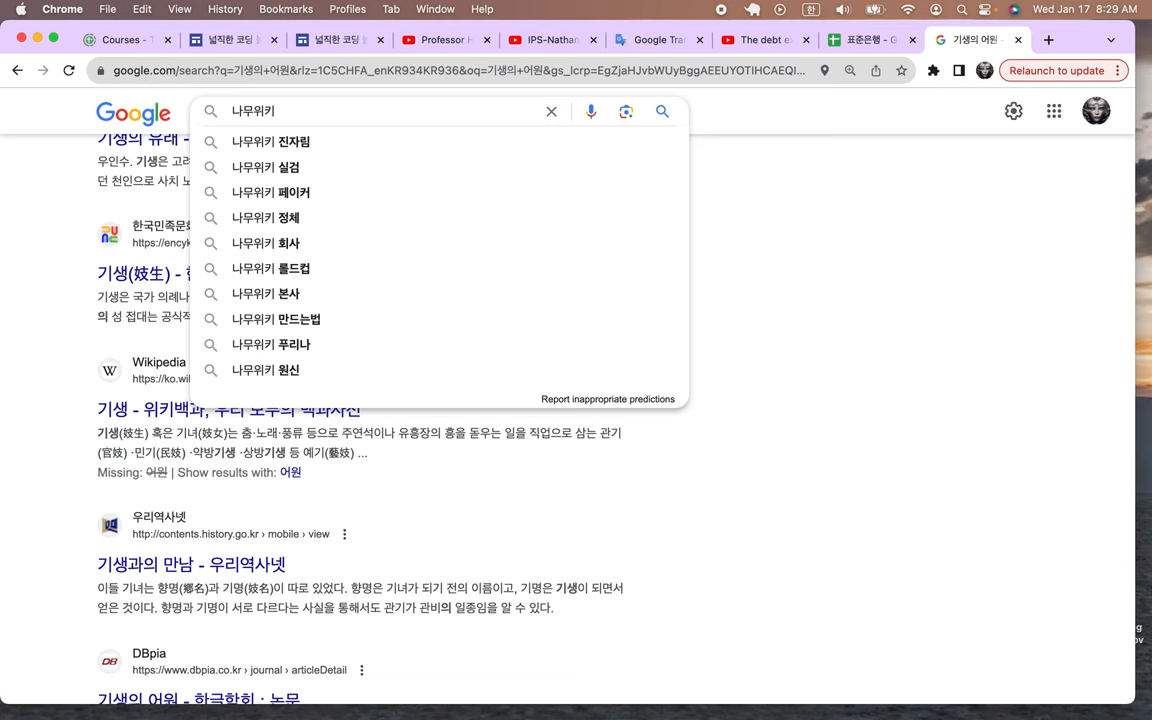 Chrome File Edit View History Bookmarks Profiles Tab Window Help 한 Wed Jan 17 8:29 AM
Courses - T 널직한 코딩 널직한 코딩 Professor H IPS-Nathan Google Tra The debt e 표준은행 - G 기생의 어원 -
google.com/search?q=기생의+어원&rlz=1C5CHFA_enKR934KR936&oq=기생의+어원&gs_lcrp=EgZjaHJvbWUyBggAEEUYOTIHCAEQI... Relaunch to update
Google 나무위키
나무위키 진자림
나무위키 실검
나무위키 페이커
나무위키 정체
나무위키 회사
나무위키 롤드컵
나무위키 본사
나무위키 만드는법
나무위키 푸리나
나무위키 원신
Report inappropriate predictions
기생의 유래 -
우인수. 기생은 고려
던 천인으로 사치 노
한국민족문화
https://encyk
기생(妓生) - 한
기생은 국가 의례나
의 성 접대는 공식적
W Wikipedia
https://ko.wil
기생 - 위키백과, 우리 모두의 백과사전
기생(妓生) 혹은 기녀(妓女)는 춤·노래·풍류 등으로 주연석이나 유흥장의 흥을 돋우는 일을 직업으로 삼는 관기
(官妓) ·민기(民妓) ·약방기생 ·상방기생 등 예기(藝妓) ...
Missing: 어원 | Show results with: 어원
우리역사넷
http://contents.history.go.kr › mobile › view
기생과의 만남 - 우리역사넷
이들 기녀는 향명(鄕名)과 기명(妓名)이 따로 있었다. 향명은 기녀가 되기 전의 이름이고, 기명은 기생이 되면서
얻은 것이다. 향명과 기명이 서로 다르다는 사실을 통해서도 관기가 관비의 일종임을 알 수 있다.
DB DBpia
https://www.dbpia.co.kr › journal › articleDetail
기생의 어원 - 한글학회 : 논문